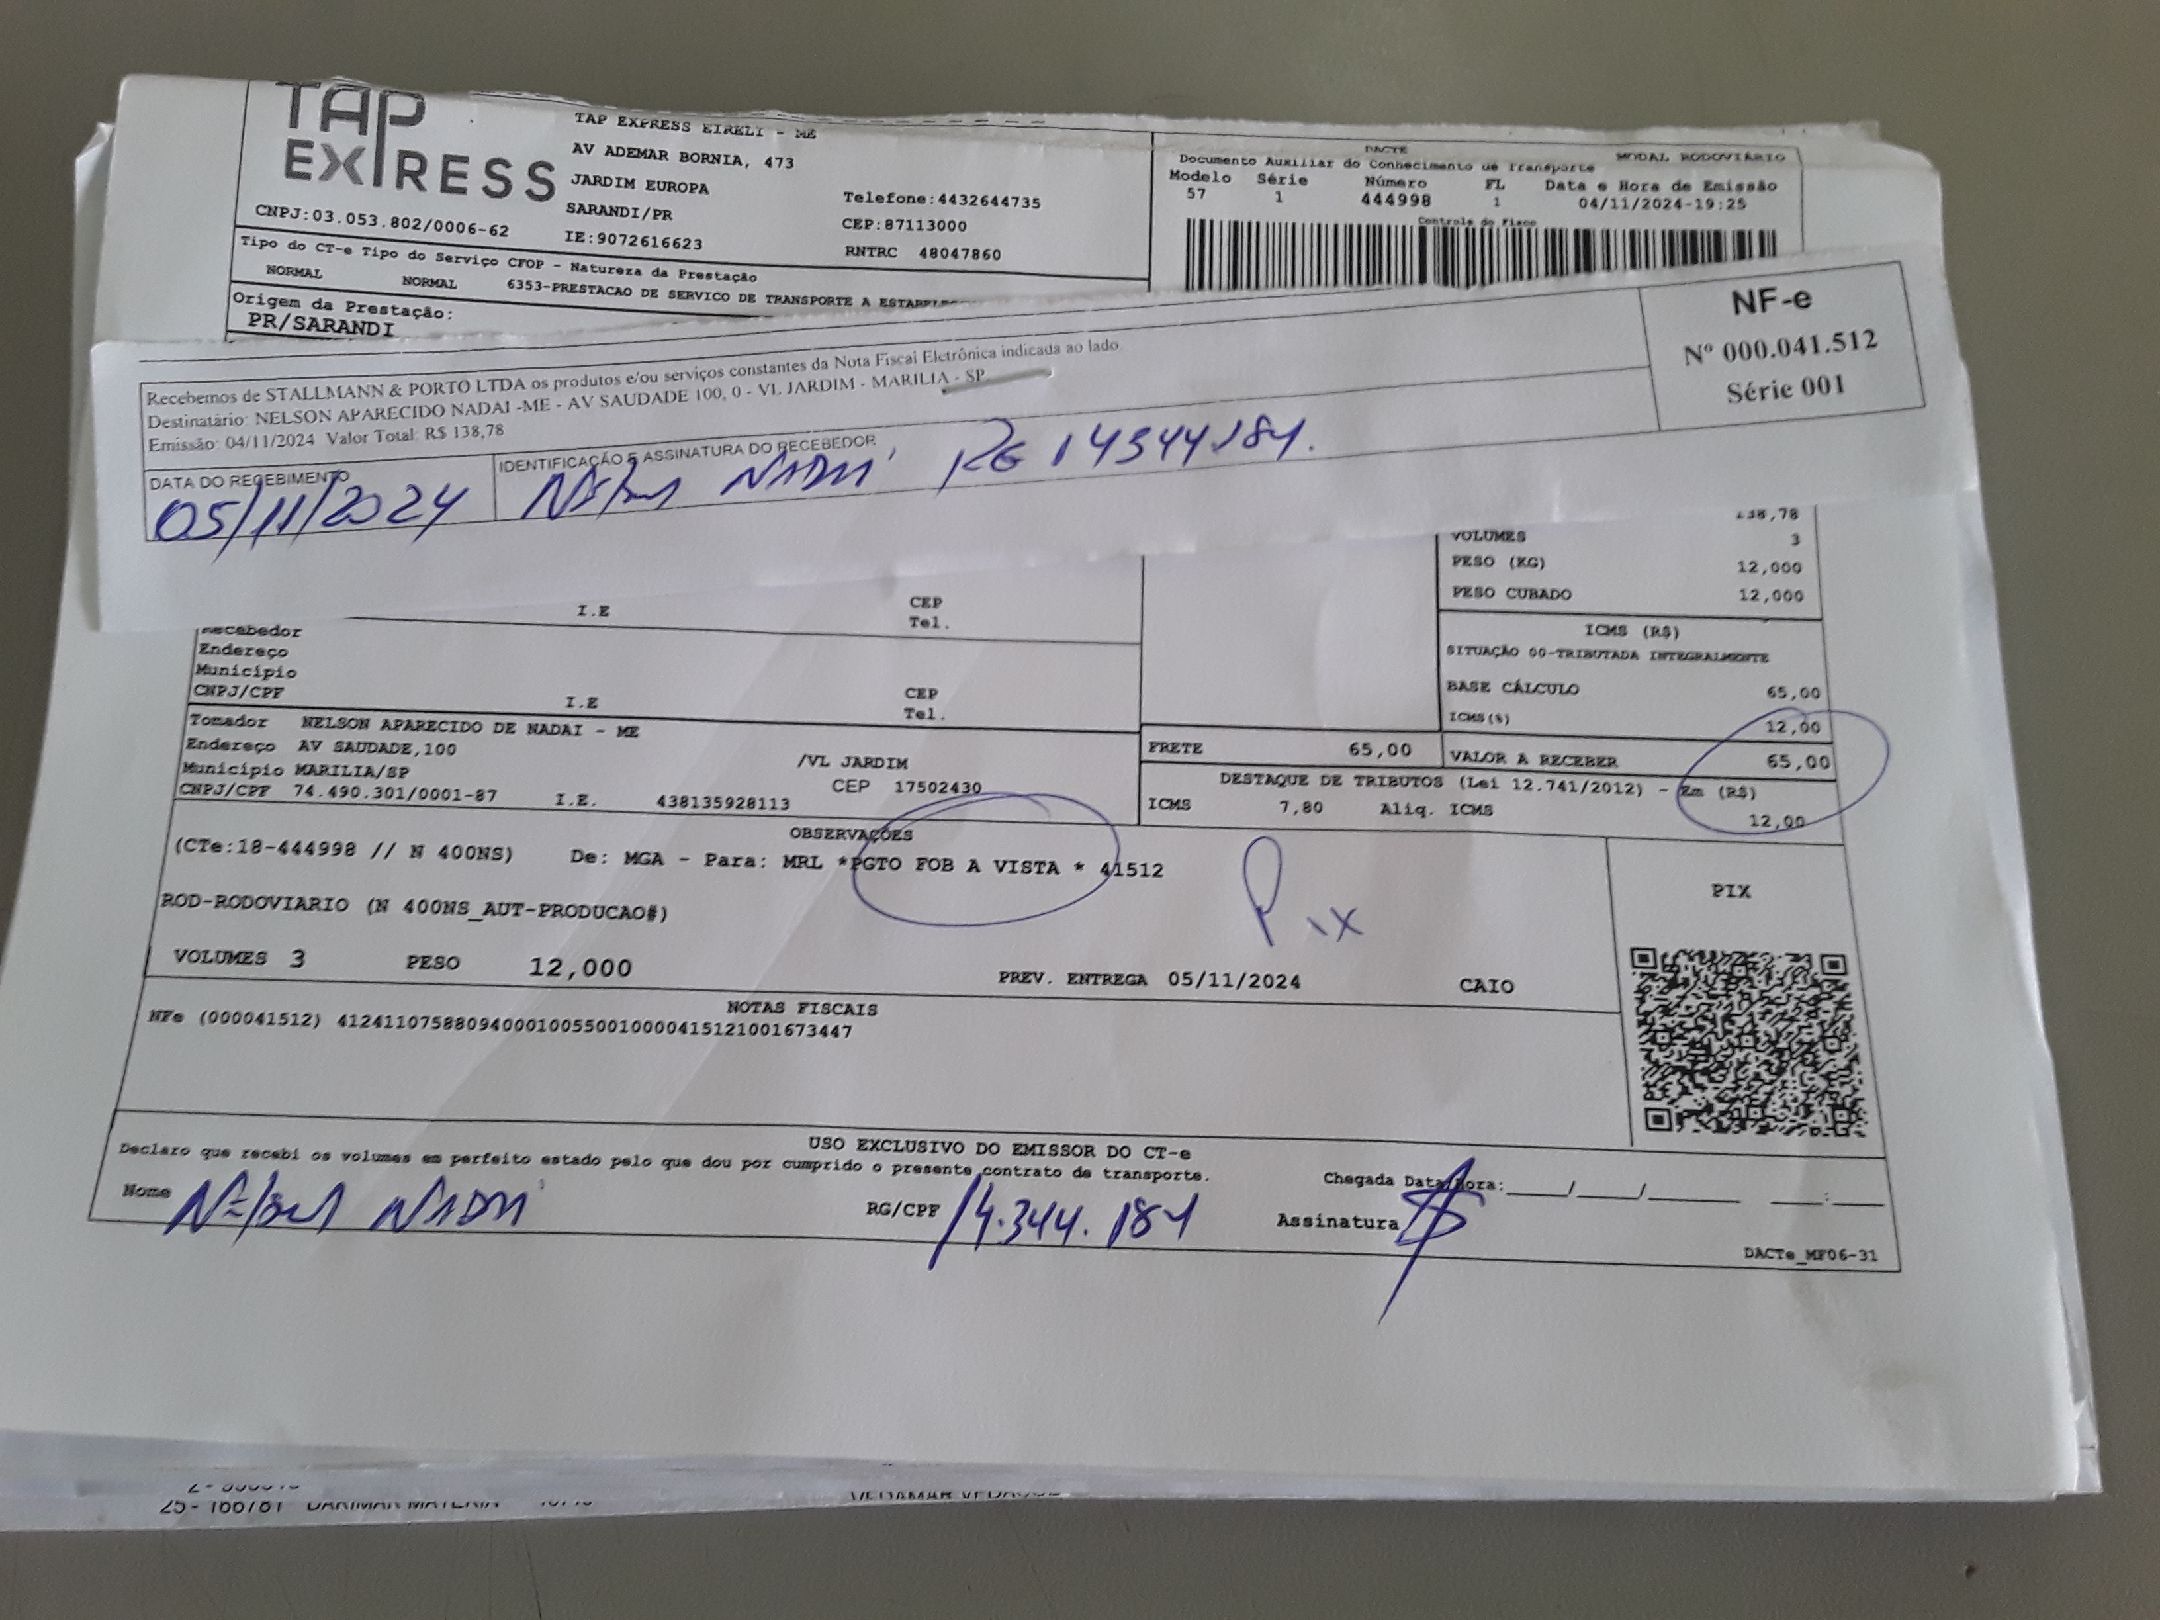 TAP
EXPRESS
TAP EXPRESS EIRELI - ME
AV ADEMAR BORNIA, 473
JARDIM EUROPA
SARANDI/PR
IE:9072616623
Telefone:4432644735
CEP:87113000
RNTRC 48047860
CNPJ:03.053.802/0006-62
DACTE
MODAL RODOVIÁRIO
Documento Auxiliar do Conhecimento de Transporte
Modelo Série Número FL Data e Hora de Emissão
57 1 444998 1 04/11/2024-19:25
Controle do Fisco
Tipo do CT-e Tipo do Serviço CFOP - Natureza da Prestação
NORMAL NORMAL 6353-PRESTACAO DE SERVICO DE TRANSPORTE A
Origem da Prestação:
PR/SARANDI
Recebemos de STALLMANN & PORTO LTDA os produtos e/ou serviços constantes da Nota Fiscal Eletrônica indicada ao lado.
Destinatário: NELSON APARECIDO NADAI -ME - AV SAUDADE 100, 0 - VL JARDIM - MARILIA - SP
Emissão: 04/11/2024 Valor Total: R$ 138,78
NF-e
Nº 000.041.512
Série 001
DATA DO RECEBIMENTO
05/11/2024
IDENTIFICAÇÃO E ASSINATURA DO RECEBEDOR
Nelson NADAI RG 14344184.
138,78
VOLUMES 3
PESO (KG) 12,000
PESO CUBADO 12,000
I.E CEP
Tel.
Recebedor
Endereço
Município
CNPJ/CPF I.E CEP
Tel.
ICMS (R$)
SITUAÇÃO 00-TRIBUTADA INTEGRALMENTE
BASE CÁLCULO 65,00
ICMS(%) 12,00
Tomador NELSON APARECIDO DE NADAI - ME
Endereço AV SAUDADE,100 /VL JARDIM
Município MARILIA/SP CEP 17502430
CNPJ/CPF 74.490.301/0001-87 I.E. 438135928113
FRETE 65,00 VALOR A RECEBER 65,00
DESTAQUE DE TRIBUTOS (Lei 12.741/2012) - Em (R$)
ICMS 7,80 Aliq. ICMS 12,00
OBSERVAÇÕES
(CTe:18-444998 // N 400NS) De: MGA - Para: MRL *PGTO FOB A VISTA * 41512
Pix
PIX
ROD-RODOVIARIO (N 400NS_AUT-PRODUCAO#)
VOLUMES 3 PESO 12,000 PREV. ENTREGA 05/11/2024 CAIO
NOTAS FISCAIS
NFe (000041512) 41241107588094000100550010000415121001673447
USO EXCLUSIVO DO EMISSOR DO CT-e
Declaro que recebi os volumes em perfeito estado pelo que dou por cumprido o presente contrato de transporte.
Nome Nelson NADAI RG/CPF 14.344.184 Assinatura
Chegada Data/Hora:____/____/______ ___:____
DACTe_MF06-31
25 - 166781